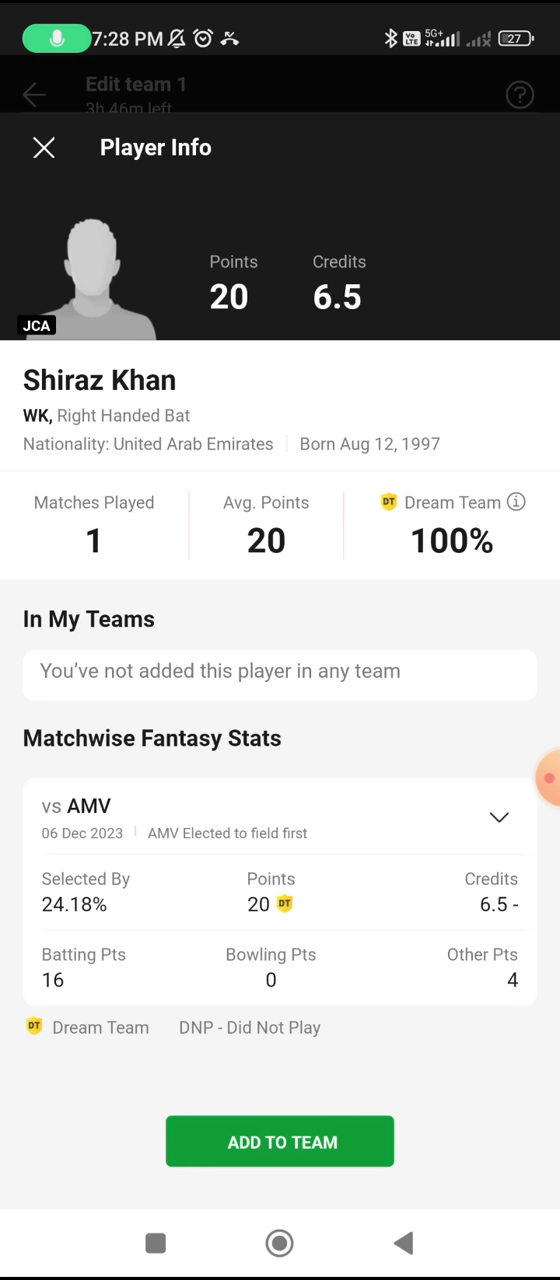 7:28 PM VoLTE 5G+ 27
Edit team 1
3h 46m left
?
Player Info
Points Credits
20 6.5
JCA
Shiraz Khan
WK, Right Handed Bat
Nationality: United Arab Emirates Born Aug 12, 1997
Matches Played Avg. Points DT Dream Team i
1 20 100%
In My Teams
You’ve not added this player in any team
Matchwise Fantasy Stats
vs AMV
06 Dec 2023 AMV Elected to field first
Selected By Points Credits
24.18% 20 DT 6.5 -
Batting Pts Bowling Pts Other Pts
16 0 4
DT Dream Team DNP - Did Not Play
ADD TO TEAM